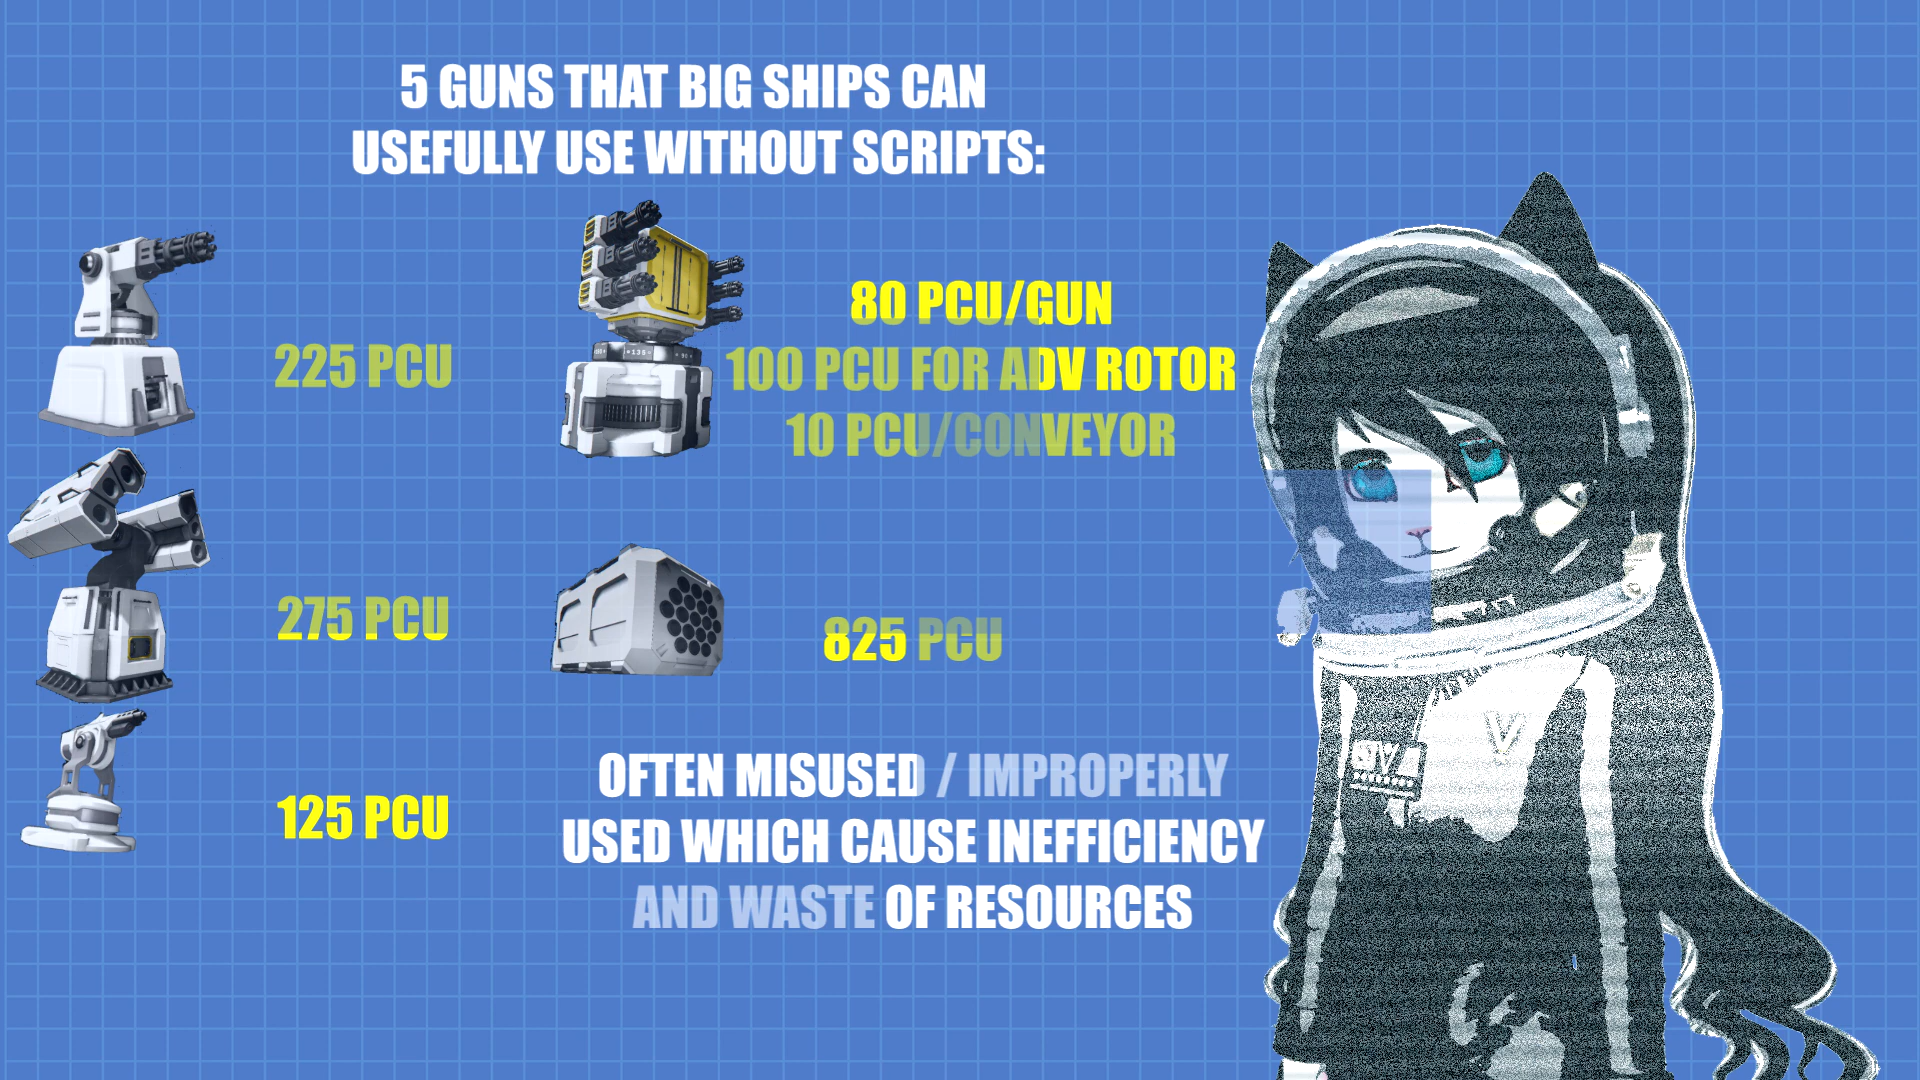 5 GUNS THAT BIG SHIPS CAN
USEFULLY USE WITHOUT SCRIPTS:
225 PCU
80 PCU/GUN
100 PCU FOR ADV ROTOR
10 PCU/CONVEYOR
275 PCU
825 PCU
125 PCU
OFTEN MISUSED / IMPROPERLY
USED WHICH CAUSE INEFFICIENCY
AND WASTE OF RESOURCES
V